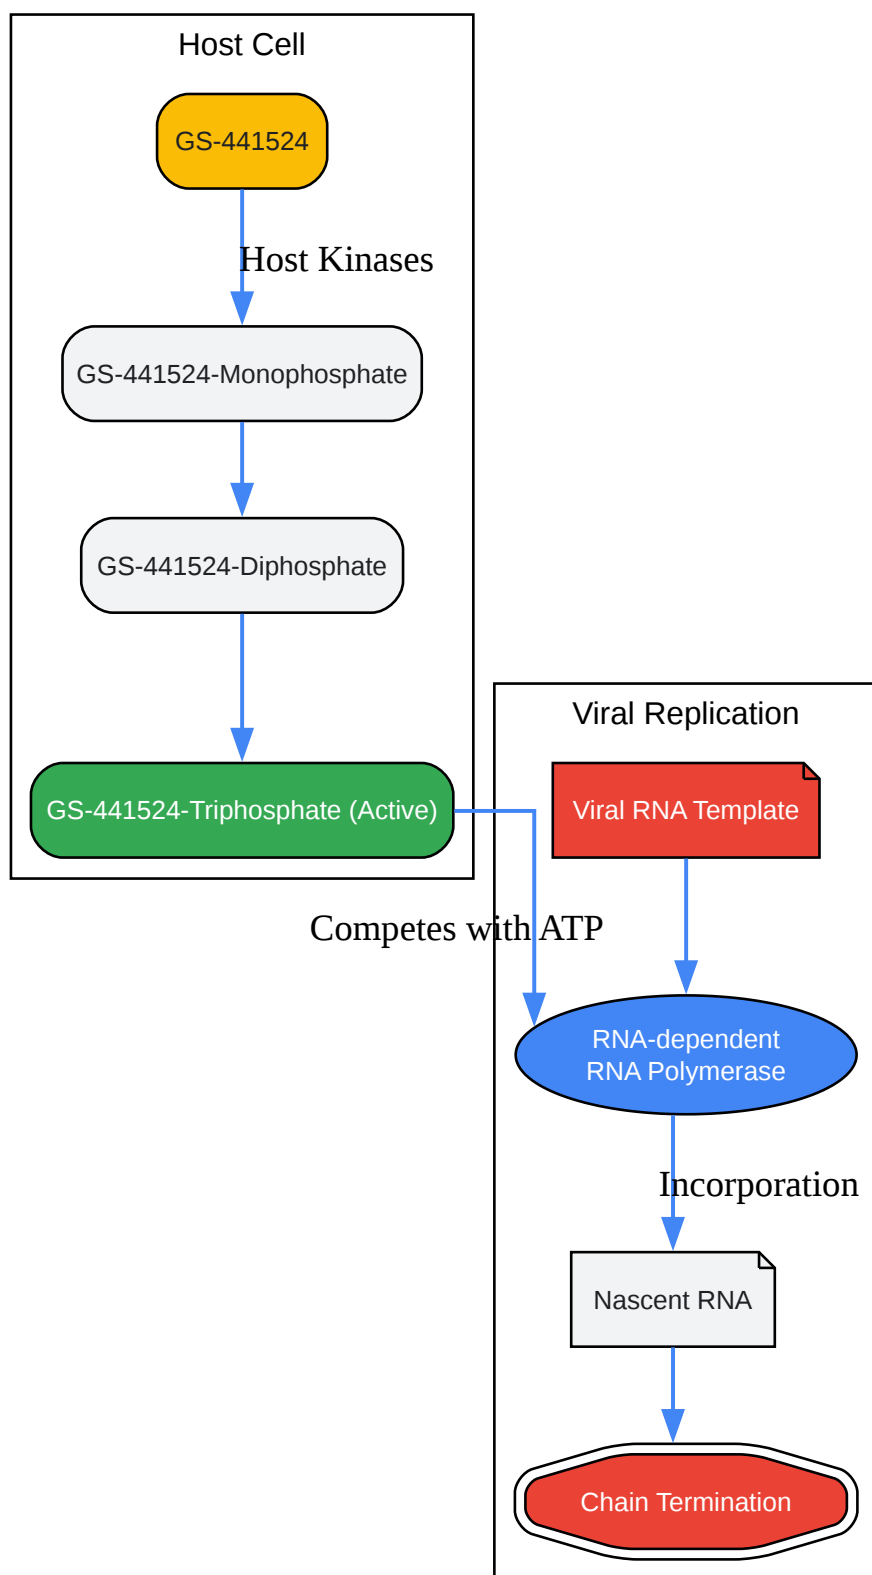 Host Cell
GS-441524
Host Kinases
GS-441524-Monophosphate
GS-441524-Diphosphate
Viral Replication
GS-441524-Triphosphate (Active)
Viral RNA Template
Competes with ATP
RNA-dependent
RNA Polymerase
Incorporation
Nascent RNA
Chain Termination